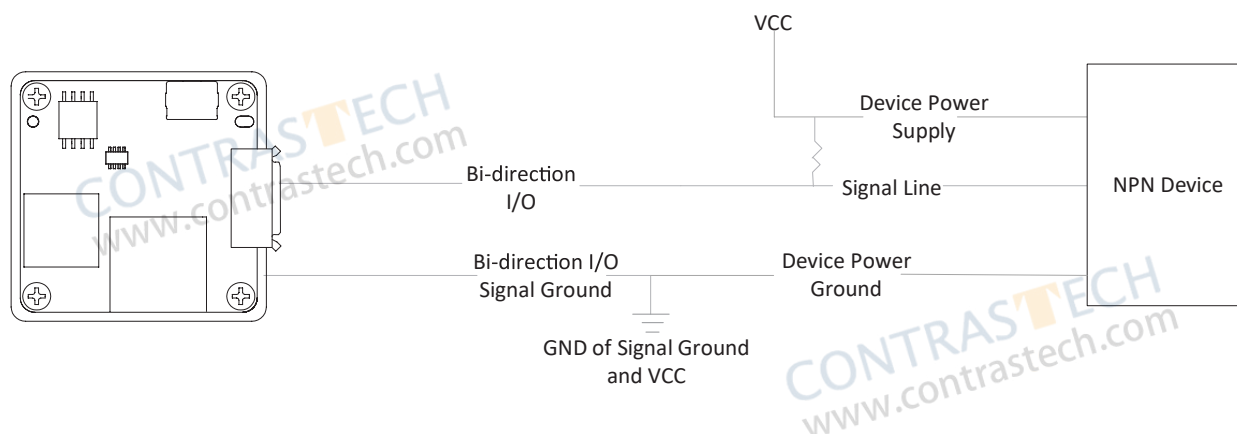 VCC
Device Power
Supply
CONTRASTECH
www.contrastech.com
Bi-direction
I/O
Signal Line
NPN Device
Bi-direction I/O
Signal Ground
Device Power
Ground
GND of Signal Ground
and VCC
CONTRASTECH
www.contrastech.com